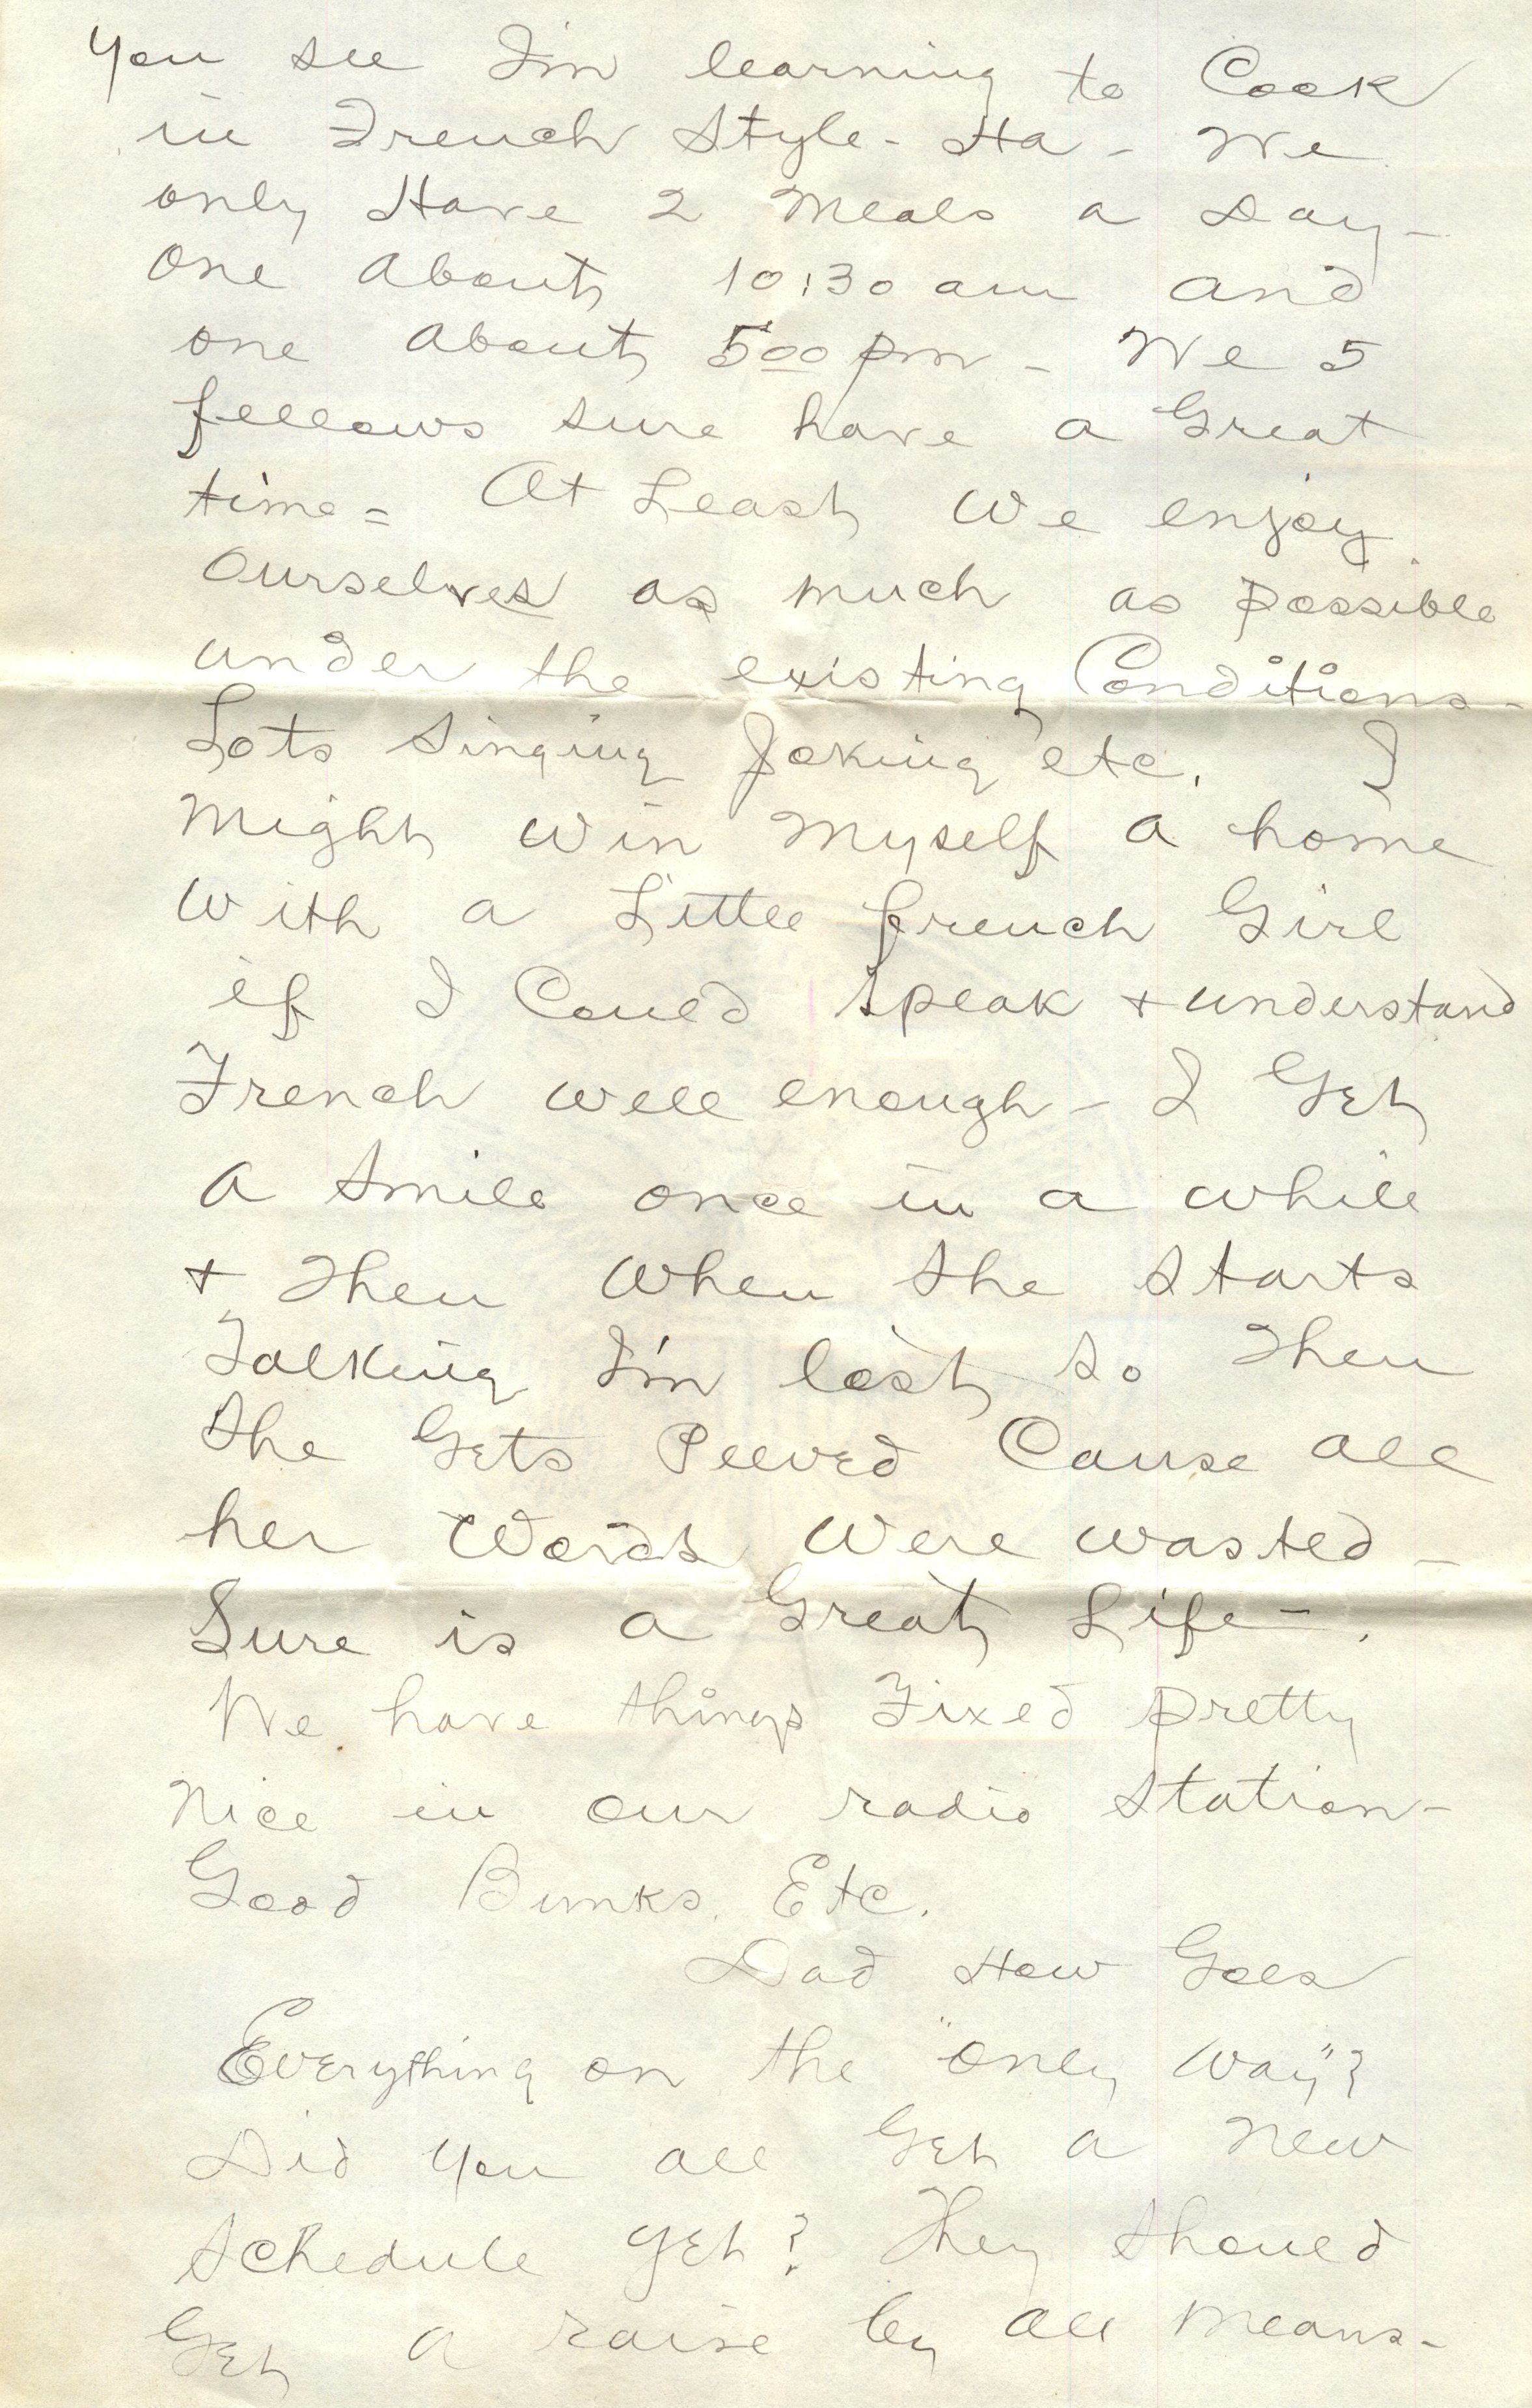 You see I'm learning to Cook
in French Style - Ha - We
only Have 2 Meals a Day -
One About 10:30 am and
one About 5:00 pm - We 5
fellows sure have a Great
time = At Least We enjoy
Ourselves as much as possible
under the existing Conditions -
Lots Singing Joking etc. I
Might Win Myself a home
With a Little french Girl
if I Could Speak + understand
French well enough - I Get
A Smile once in a while
+ Then When She Starts
Talking I'm lost so Then
She Gets Peeved Cause all
her Words Were wasted -
Sure is a Great Life -.
We have things Fixed pretty
Nice in our radio Station -
Good Bunks. Etc.
Dad How Goes
Everything on the "only Way"?
Did You all Get a New
Schedule yet? They Should
Get a raise by all Means -